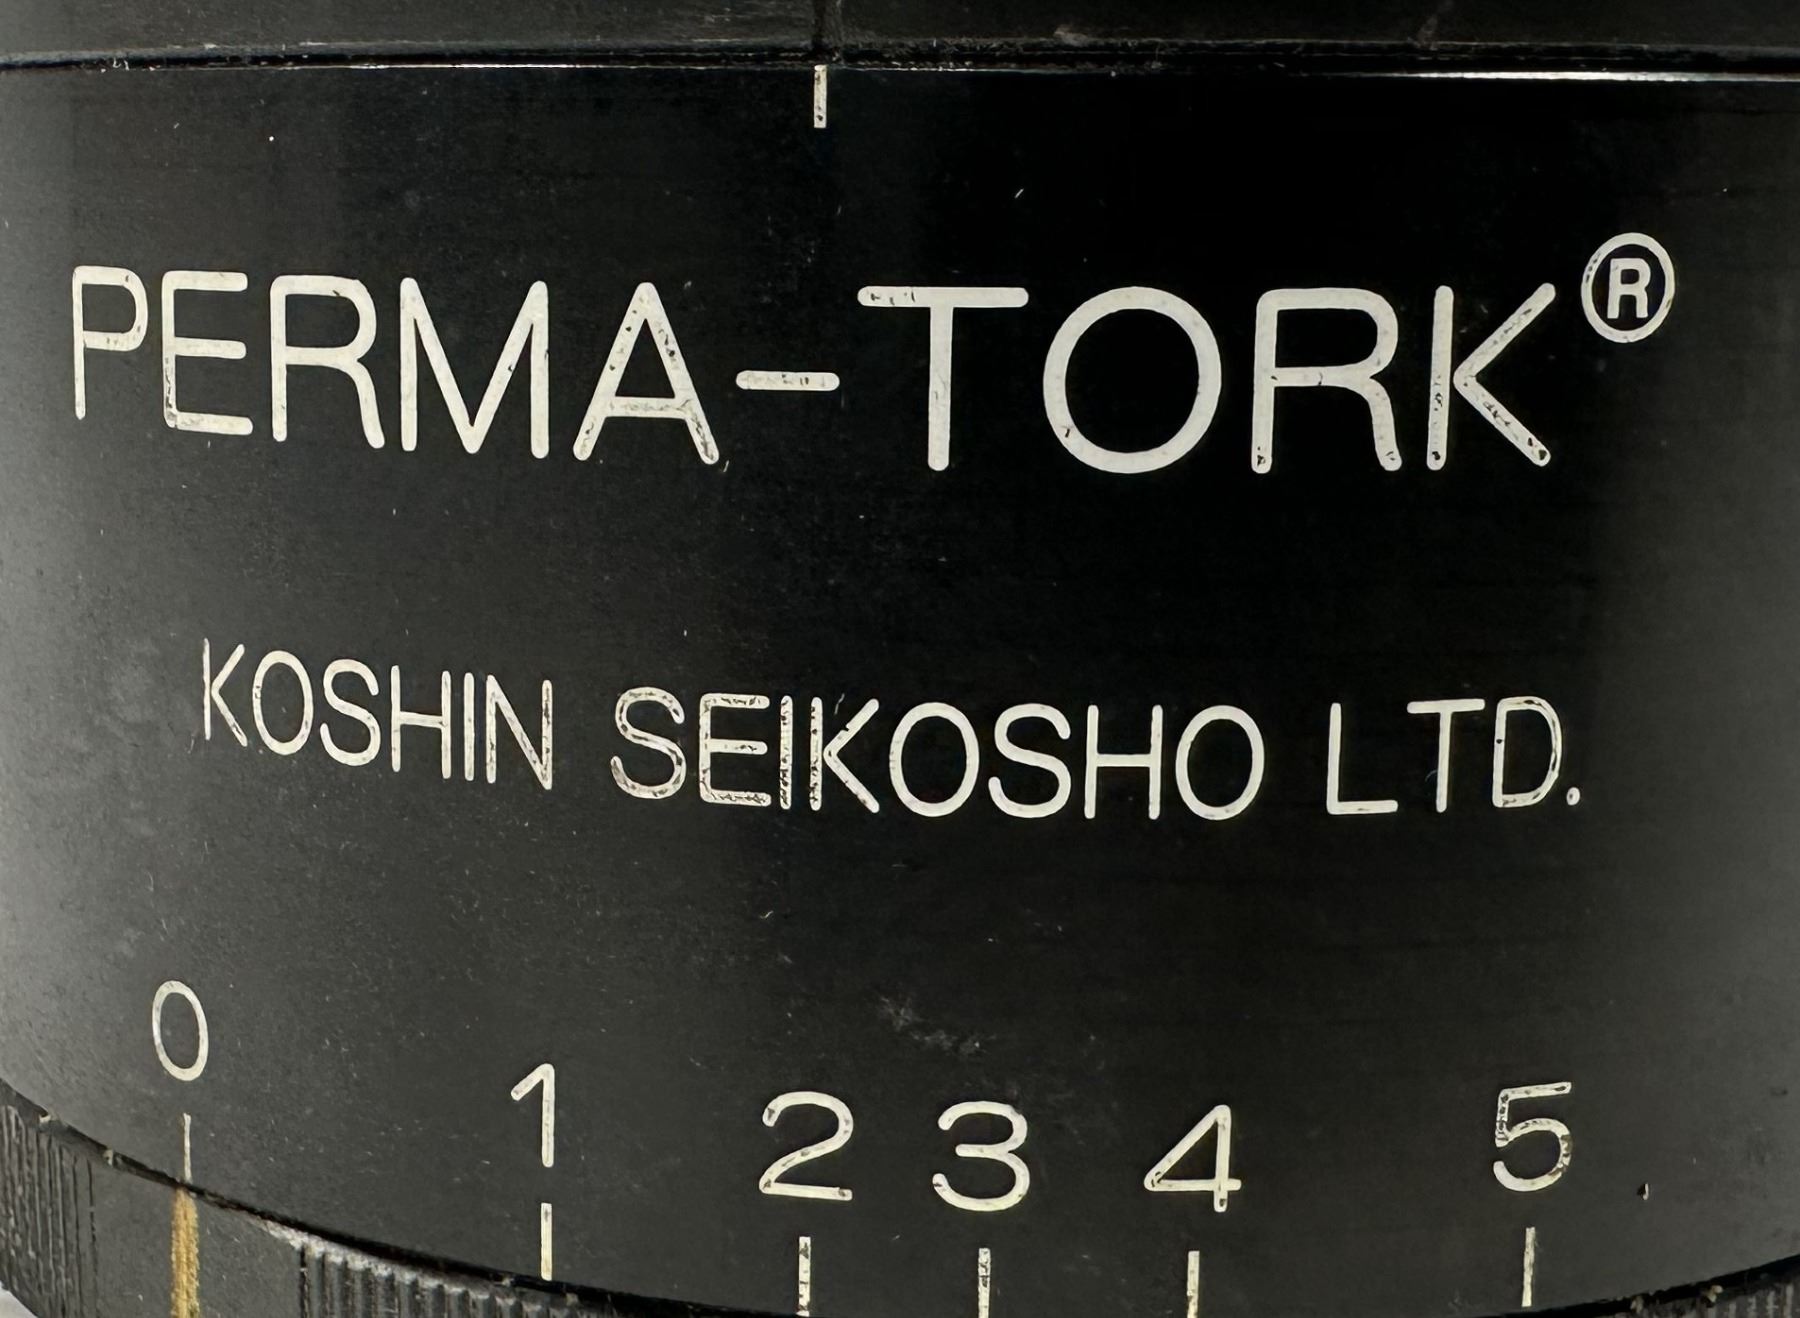 PERMA-TORK®
KOSHIN SEIKOSHO LTD.
0 1 2 3 4 5